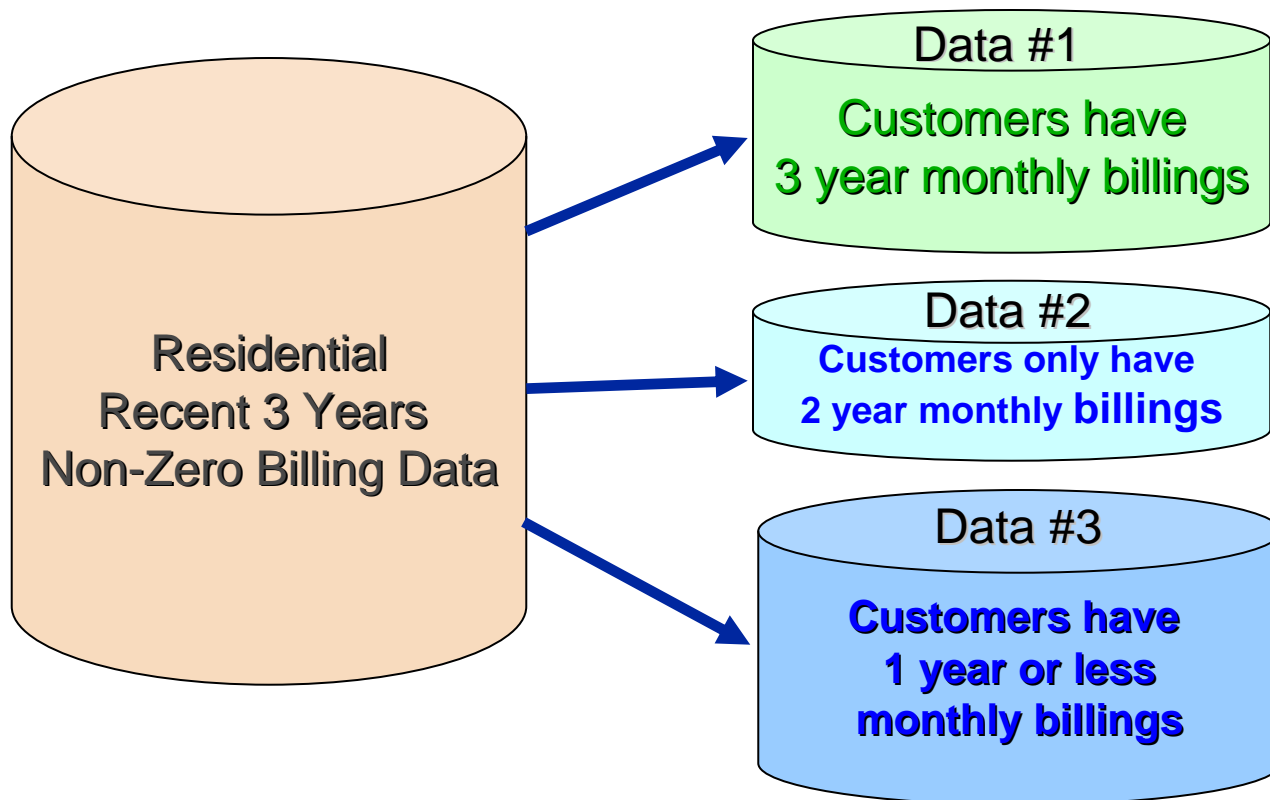 Residential
Recent 3 Years
Non-Zero Billing Data
Data #1
Customers have
3 year monthly billings
Data #2
Customers only have
2 year monthly billings
Data #3
Customers have
1 year or less
monthly billings